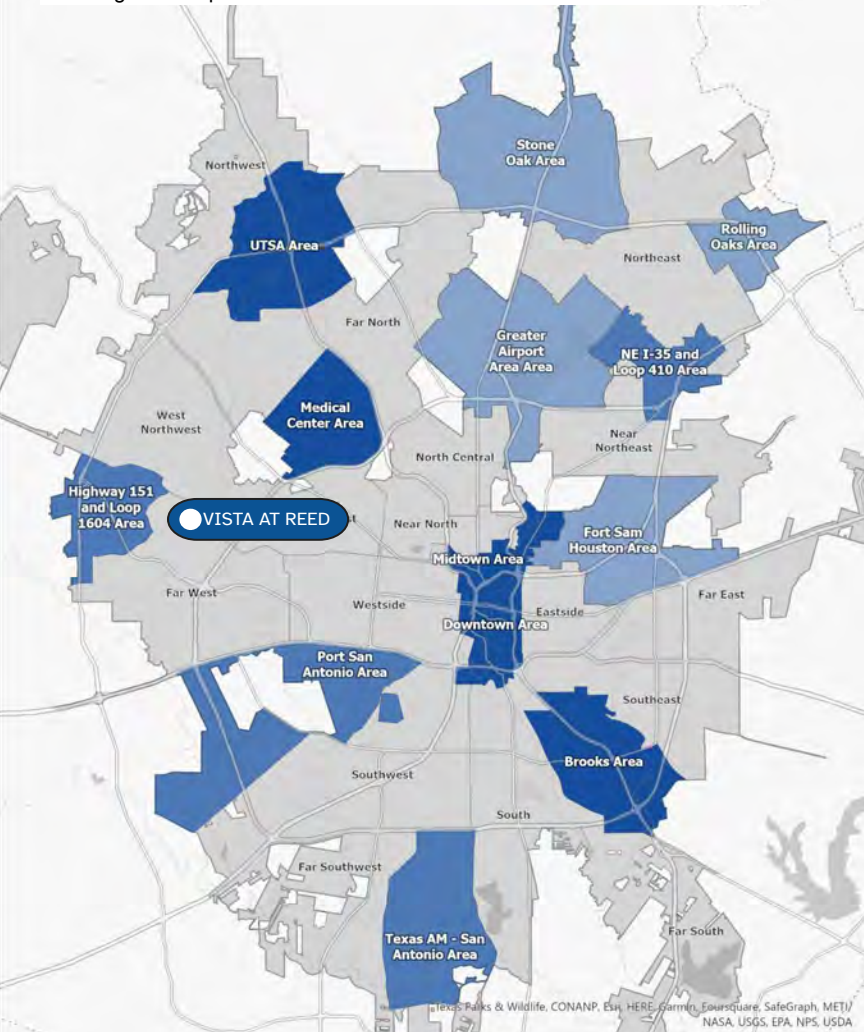 Northwest
Stone
Oak Area
UTSA Area
Rolling
Oaks Area
Northeast
Far North
Greater
Airport
Area Area
NE I-35 and
Loop 410 Area
Medical
Center Area
West
Northwest
North Central
Near
Northeast
Highway 151
and Loop
1604 Area
VISTA AT REED
Near North
Fort Sam
Houston Area
Midtown Area
Far West
Westside
Eastside
Far East
Downtown Area
Port San
Antonio Area
Southeast
Brooks Area
Southwest
South
Far Southwest
Texas AM - San
Antonio Area
Far South
Texas Parks & Wildlife, CONANP, Esri, HERE, Garmin, Foursquare, SafeGraph, METI/
NASA, USGS, EPA, NPS, USDA